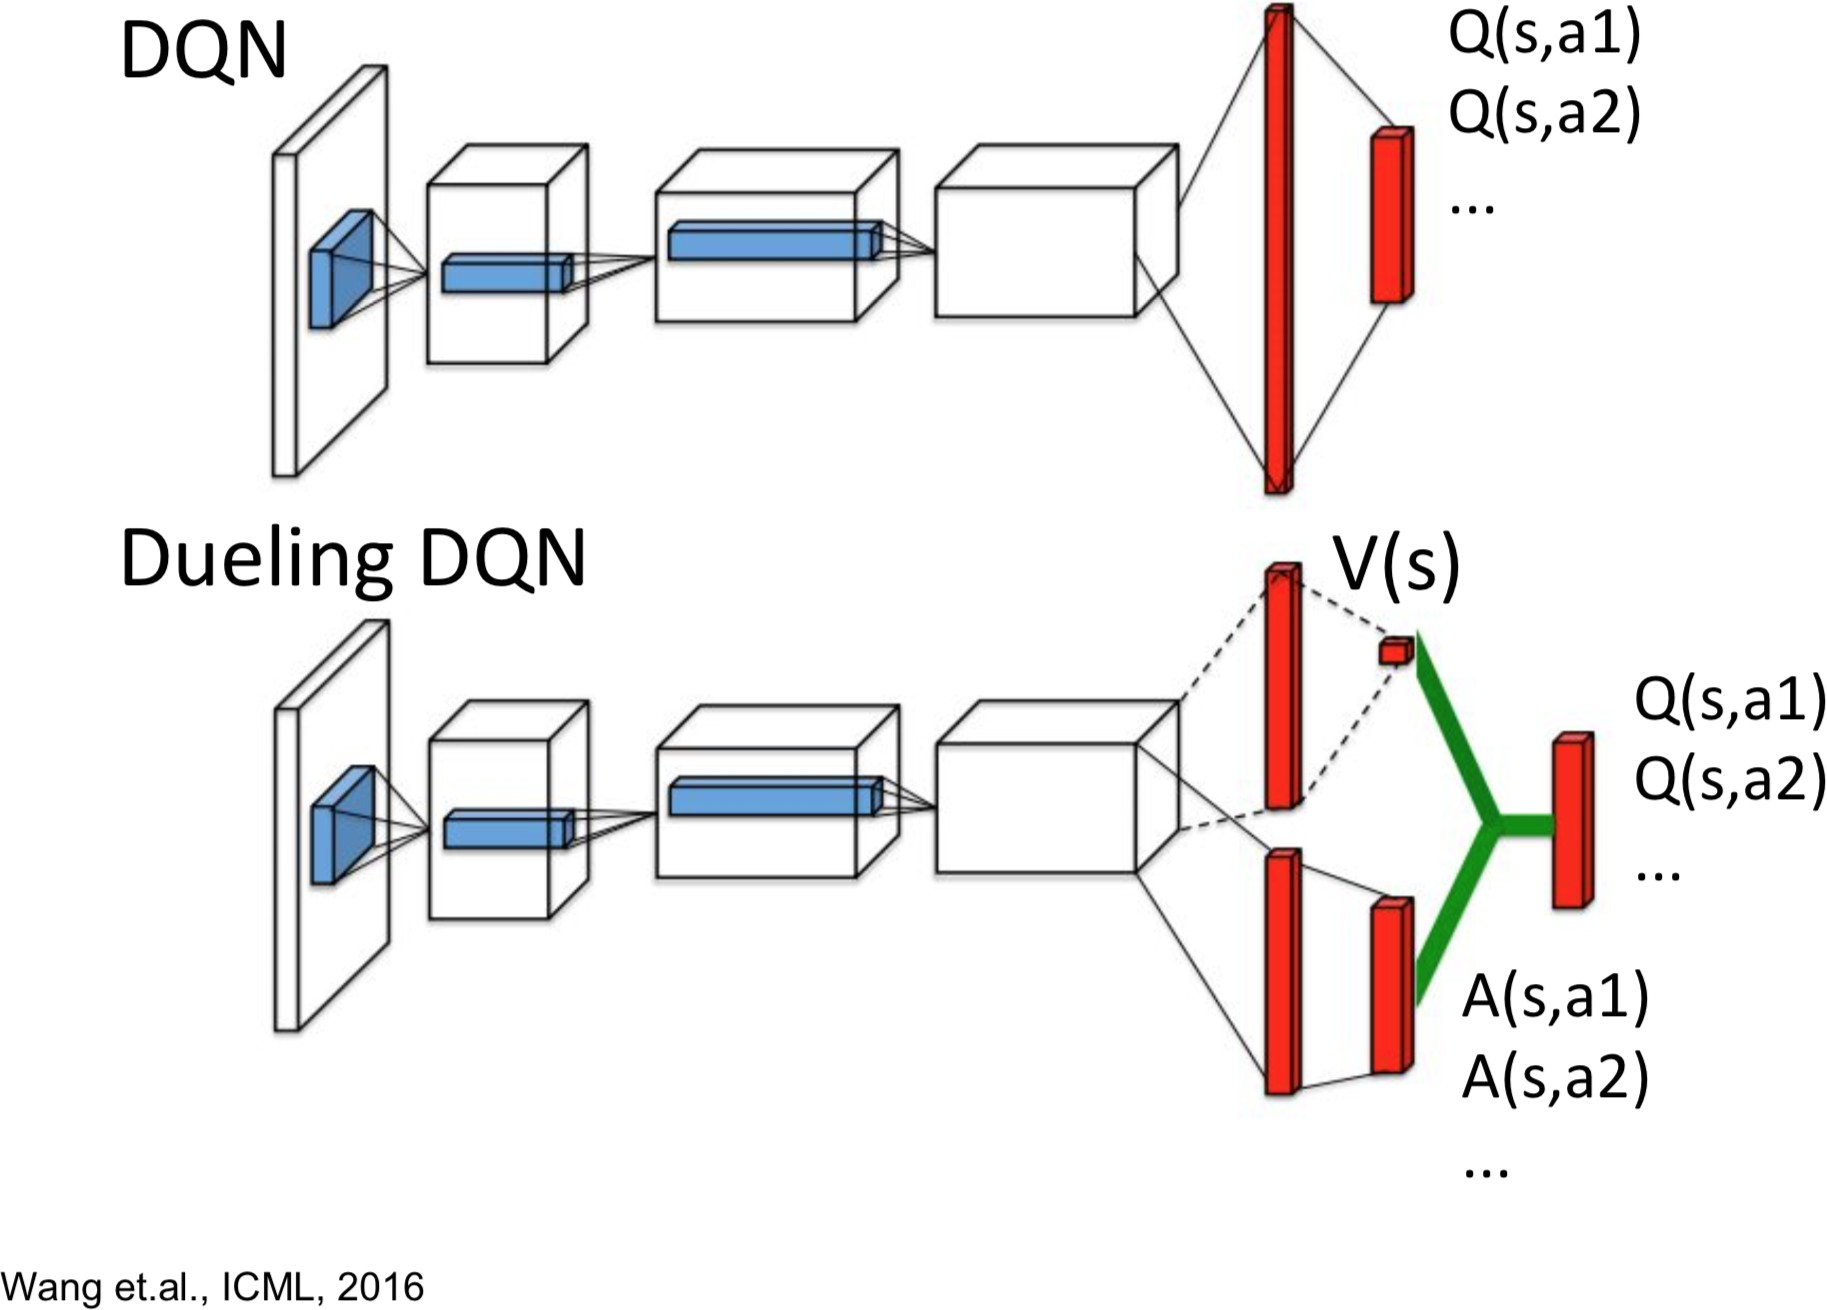 DQN
Q(s,a1)
Q(s,a2)
...
Dueling DQN
V(s)
Q(s,a1)
Q(s,a2)
...
A(s,a1)
A(s,a2)
...
Wang et.al., ICML, 2016